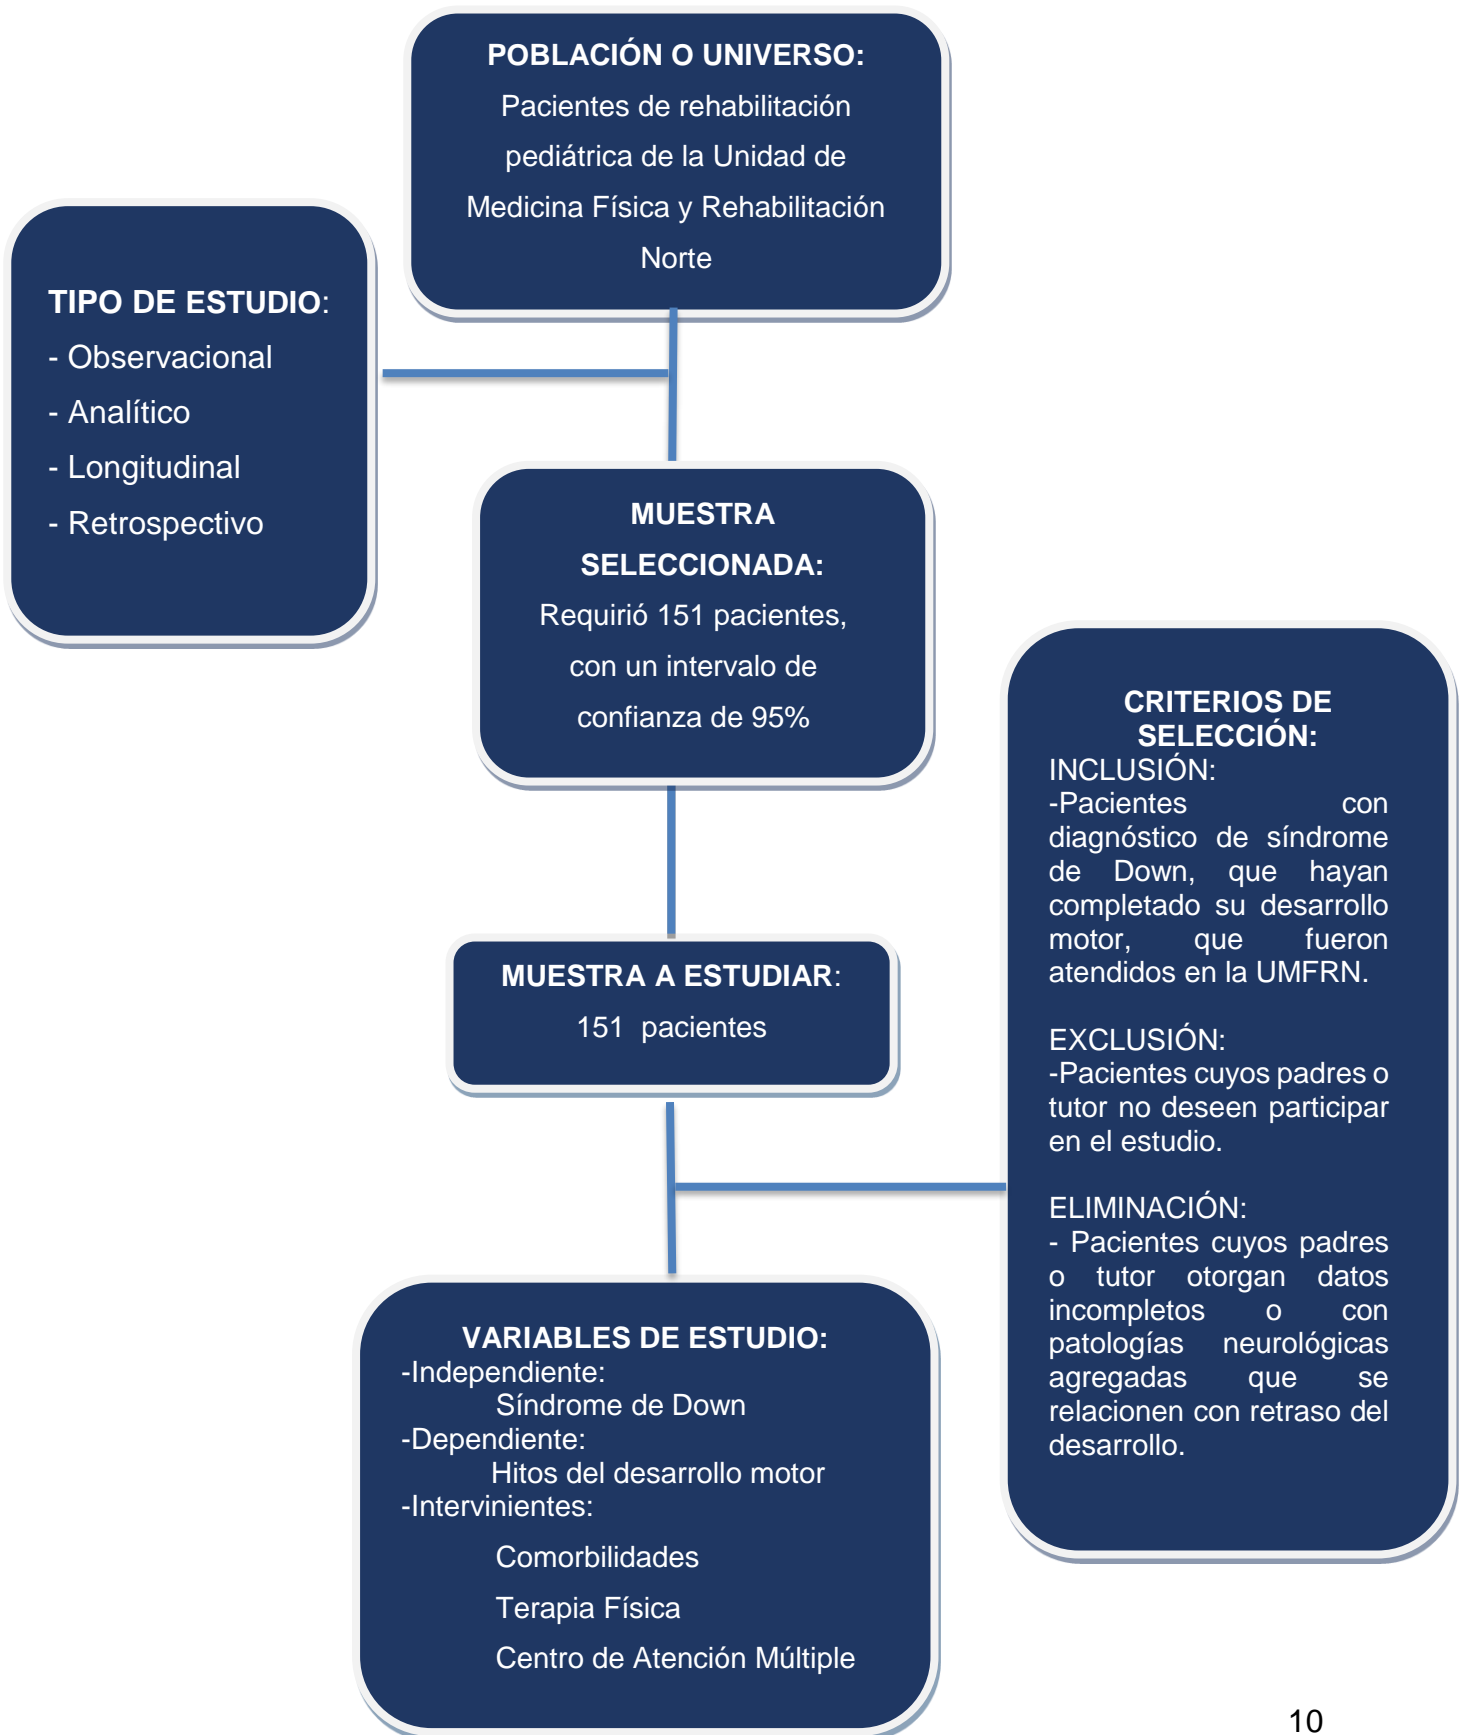 POBLACIÓN O UNIVERSO:
Pacientes de rehabilitación
pediátrica de la Unidad de
Medicina Física y Rehabilitación
Norte
TIPO DE ESTUDIO:
- Observacional
- Analítico
- Longitudinal
- Retrospectivo
MUESTRA
SELECCIONADA:
Requirió 151 pacientes,
con un intervalo de
confianza de 95%
CRITERIOS DE
SELECCIÓN:
INCLUSIÓN:
-Pacientes con
diagnóstico de síndrome
de Down, que hayan
completado su desarrollo
motor, que fueron
atendidos en la UMFRN.
EXCLUSIÓN:
-Pacientes cuyos padres o
tutor no deseen participar
en el estudio.
ELIMINACIÓN:
- Pacientes cuyos padres
o tutor otorgan datos
incompletos o con
patologías neurológicas
agregadas que se
relacionen con retraso del
desarrollo.
MUESTRA A ESTUDIAR:
151 pacientes
VARIABLES DE ESTUDIO:
-Independiente:
Síndrome de Down
-Dependiente:
Hitos del desarrollo motor
-Intervinientes:
Comorbilidades
Terapia Física
Centro de Atención Múltiple
10